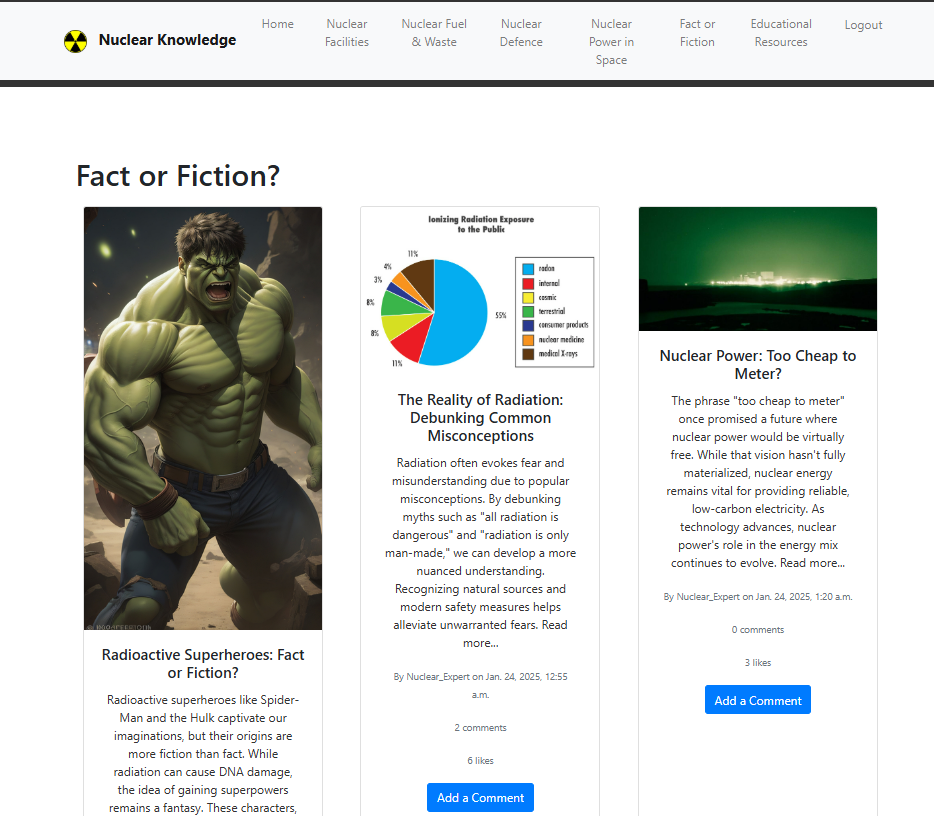 Nuclear Knowledge
Home
Nuclear
Facilities
Nuclear Fuel
& Waste
Nuclear
Defence
Nuclear
Power in
Space
Fact or
Fiction
Educational
Resources
Logout
Fact or Fiction?
Radioactive Superheroes: Fact
or Fiction?
Radioactive superheroes like Spider-
Man and the Hulk captivate our
imaginations, but their origins are
more fiction than fact. While
radiation can cause DNA damage,
the idea of gaining superpowers
remains a fantasy. These characters,
Ionizing Radiation Exposure
to the Public
11%
4%
3%
8%
8%
11%
55%
radon
internal
cosmic
terrestrial
consumer products
nuclear medicine
medical X-rays
The Reality of Radiation:
Debunking Common
Misconceptions
Radiation often evokes fear and
misunderstanding due to popular
misconceptions. By debunking
myths such as "all radiation is
dangerous" and "radiation is only
man-made," we can develop a more
nuanced understanding.
Recognizing natural sources and
modern safety measures helps
alleviate unwarranted fears. Read
more...
By Nuclear_Expert on Jan. 24, 2025, 12:55
a.m.
2 comments
6 likes
Add a Comment
Nuclear Power: Too Cheap to
Meter?
The phrase "too cheap to meter"
once promised a future where
nuclear power would be virtually
free. While that vision hasn't fully
materialized, nuclear energy
remains vital for providing reliable,
low-carbon electricity. As
technology advances, nuclear
power's role in the energy mix
continues to evolve. Read more...
By Nuclear_Expert on Jan. 24, 2025, 1:20 a.m.
0 comments
3 likes
Add a Comment